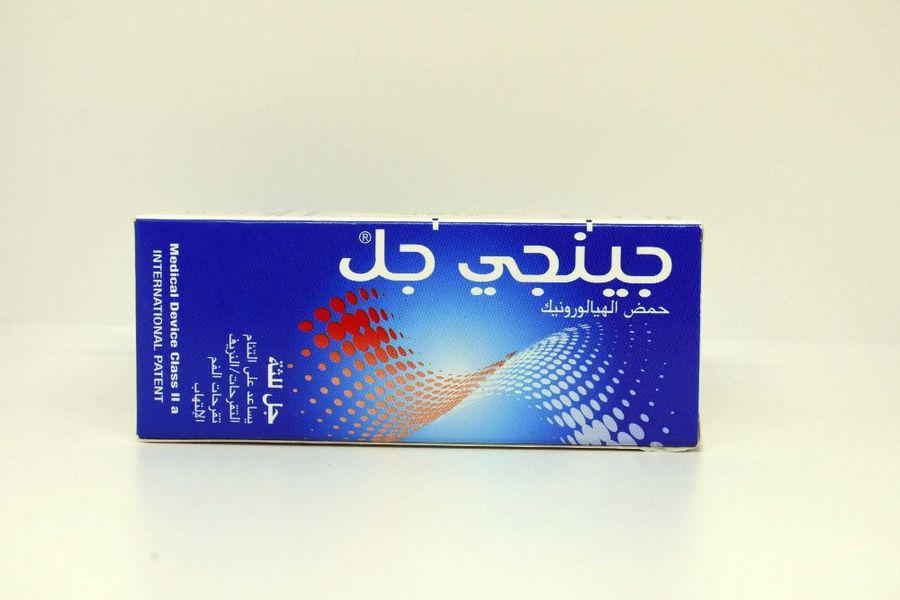 جينجي جل®
حمض الهيالورونيك
جل للثة
يساعد على التئام
التقرحات/النزيف
تقرحات الفم
الإلتهاب
Medical Device Class II a
INTERNATIONAL PATENT